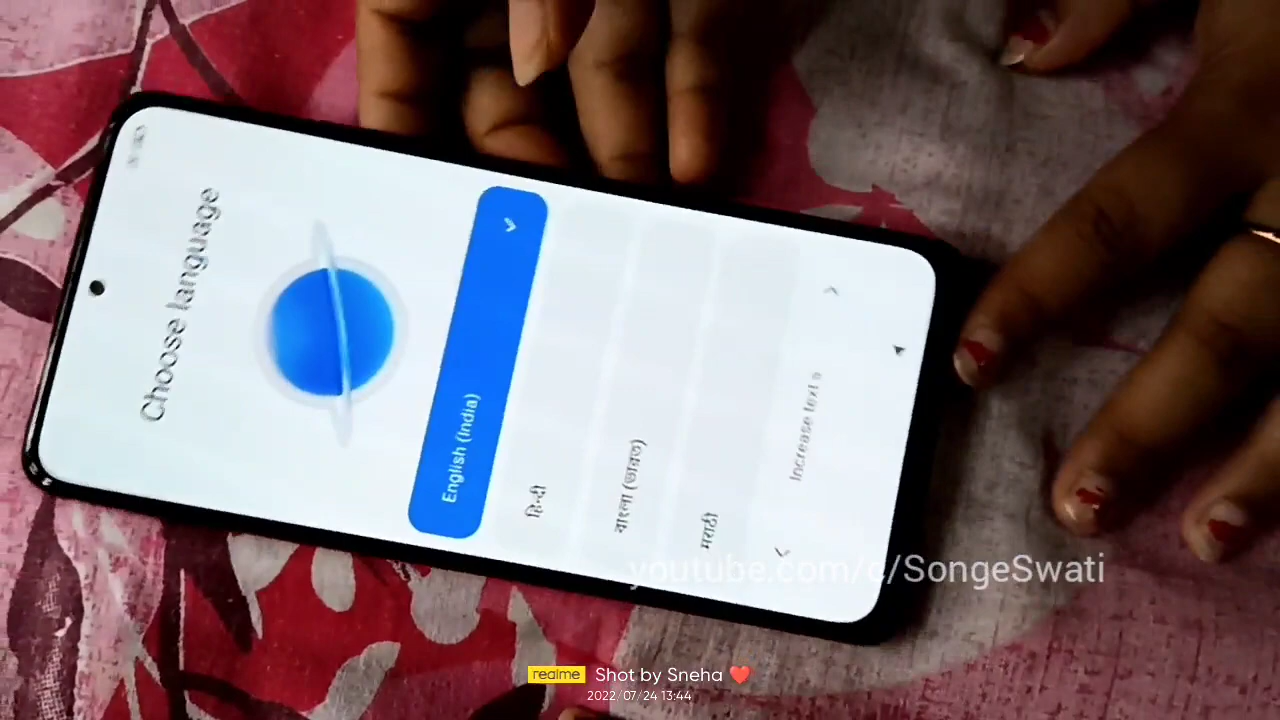 Choose language
English (India)
हिन्दी
বাংলা (ভারত)
मराठी
Increase text s
youtube.com/c/SongeSwati
realme Shot by Sneha ❤️
2022/07/24 13:44